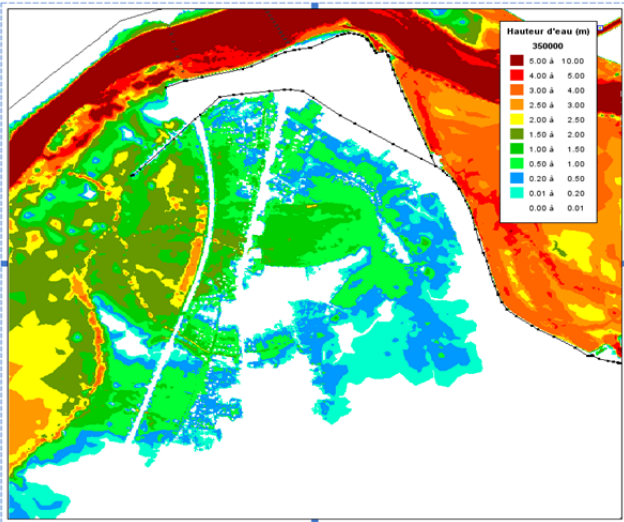 Hauteur d'eau (m)
350000
5.00 à 10.00
4.00 à 5.00
3.00 à 4.00
2.50 à 3.00
2.00 à 2.50
1.50 à 2.00
1.00 à 1.50
0.50 à 1.00
0.20 à 0.50
0.01 à 0.20
0.00 à 0.01